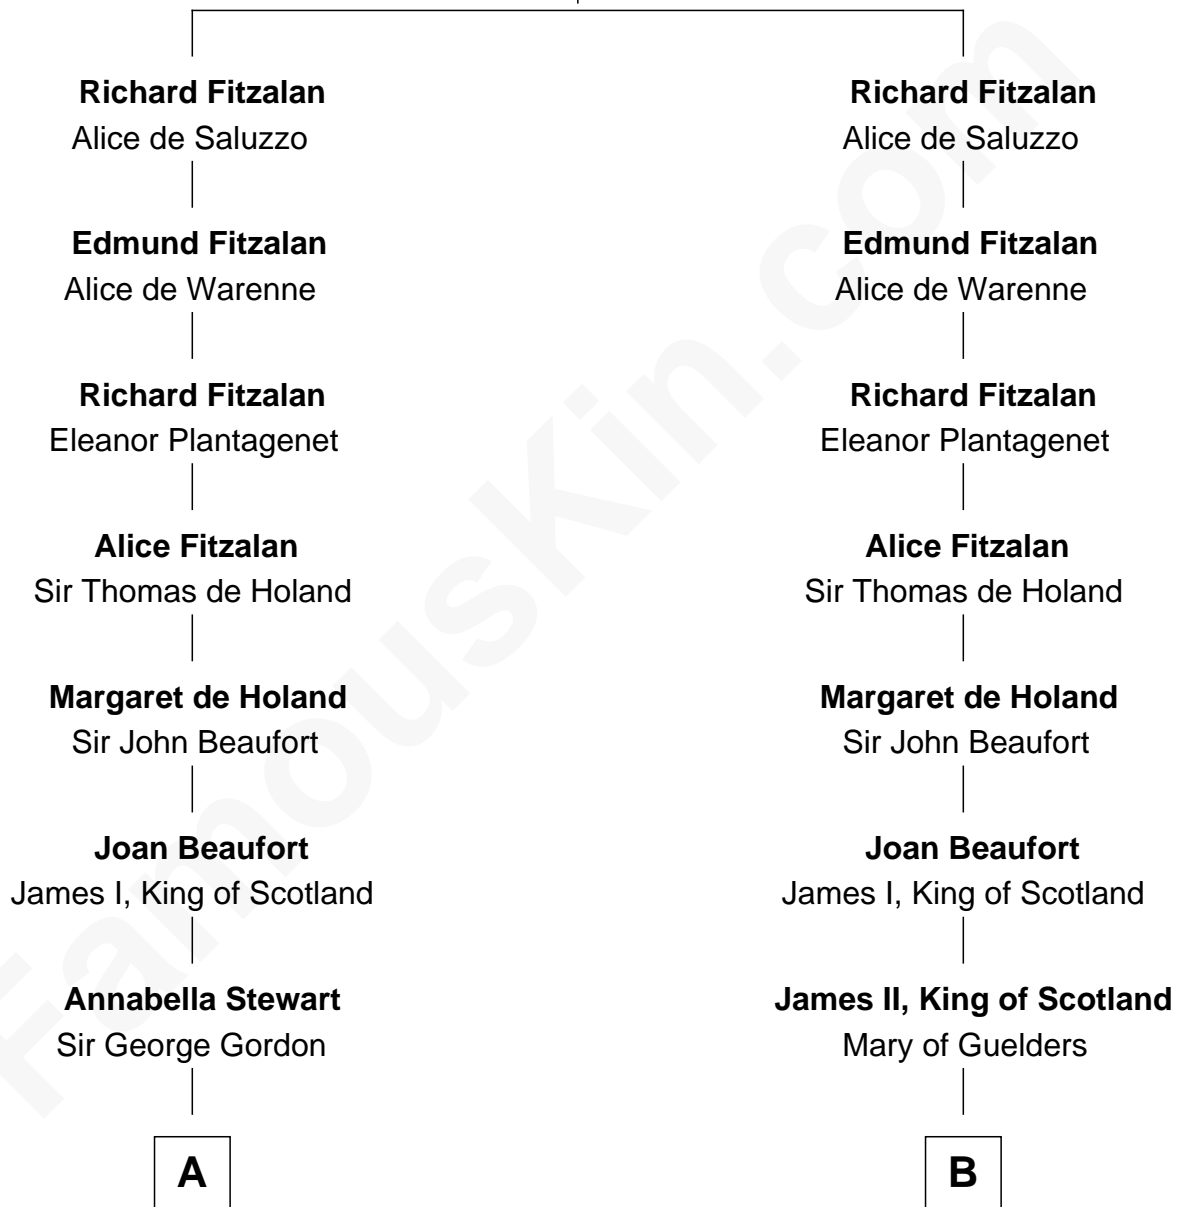 Richard Fitzalan
Alice de Saluzzo
Edmund Fitzalan
Alice de Warenne
Richard Fitzalan
Eleanor Plantagenet
Alice Fitzalan
Sir Thomas de Holand
Margaret de Holand
Sir John Beaufort
Joan Beaufort
James I, King of Scotland
Annabella Stewart
Sir George Gordon
A
Richard Fitzalan
Alice de Saluzzo
Edmund Fitzalan
Alice de Warenne
Richard Fitzalan
Eleanor Plantagenet
Alice Fitzalan
Sir Thomas de Holand
Margaret de Holand
Sir John Beaufort
Joan Beaufort
James I, King of Scotland
James II, King of Scotland
Mary of Guelders
B
FamousKin.com